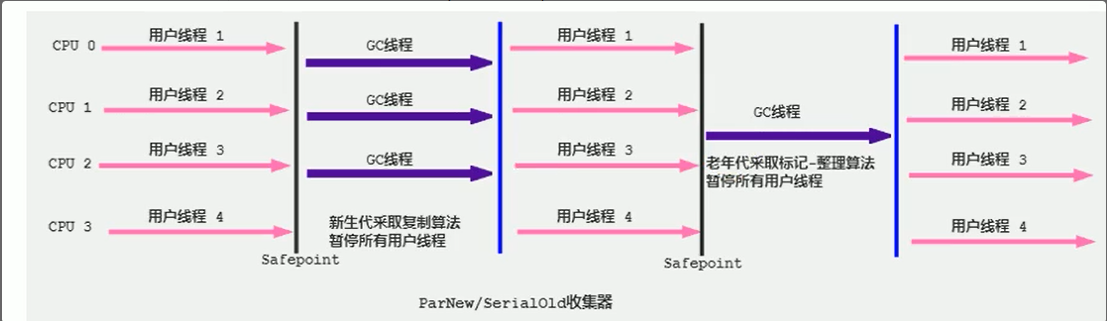 CPU 0
用户线程 1
GC线程
用户线程 1
用户线程 1
CPU 1
用户线程 2
GC线程
用户线程 2
GC线程
用户线程 2
CPU 2
用户线程 3
GC线程
用户线程 3
老年代采取标记-整理算法
暂停所有用户线程
用户线程 3
CPU 3
用户线程 4
新生代采取复制算法
暂停所有用户线程
用户线程 4
用户线程 4
Safepoint
Safepoint
ParNew/SerialOld收集器